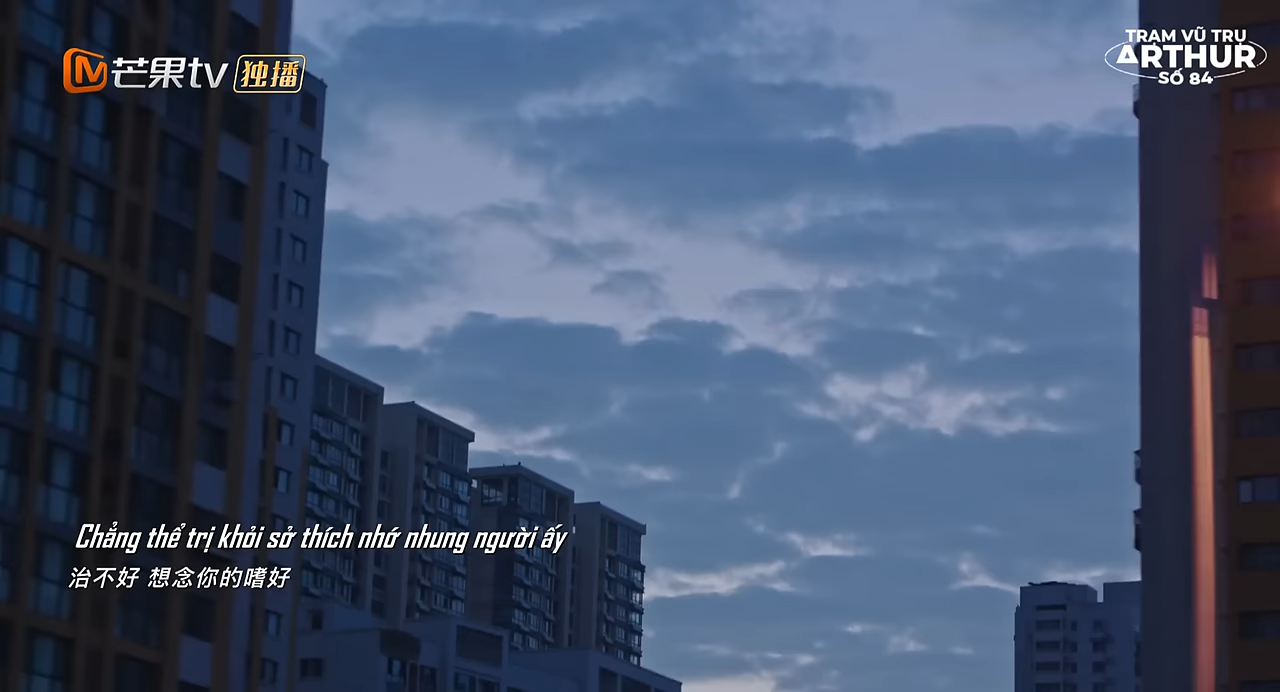 芒果tv 独播
TRẠM VŨ TRỤ
ARTHUR
SỐ 84
Chẳng thể trị khỏi sở thích nhớ nhung người ấy
治不好 想念你的嗜好